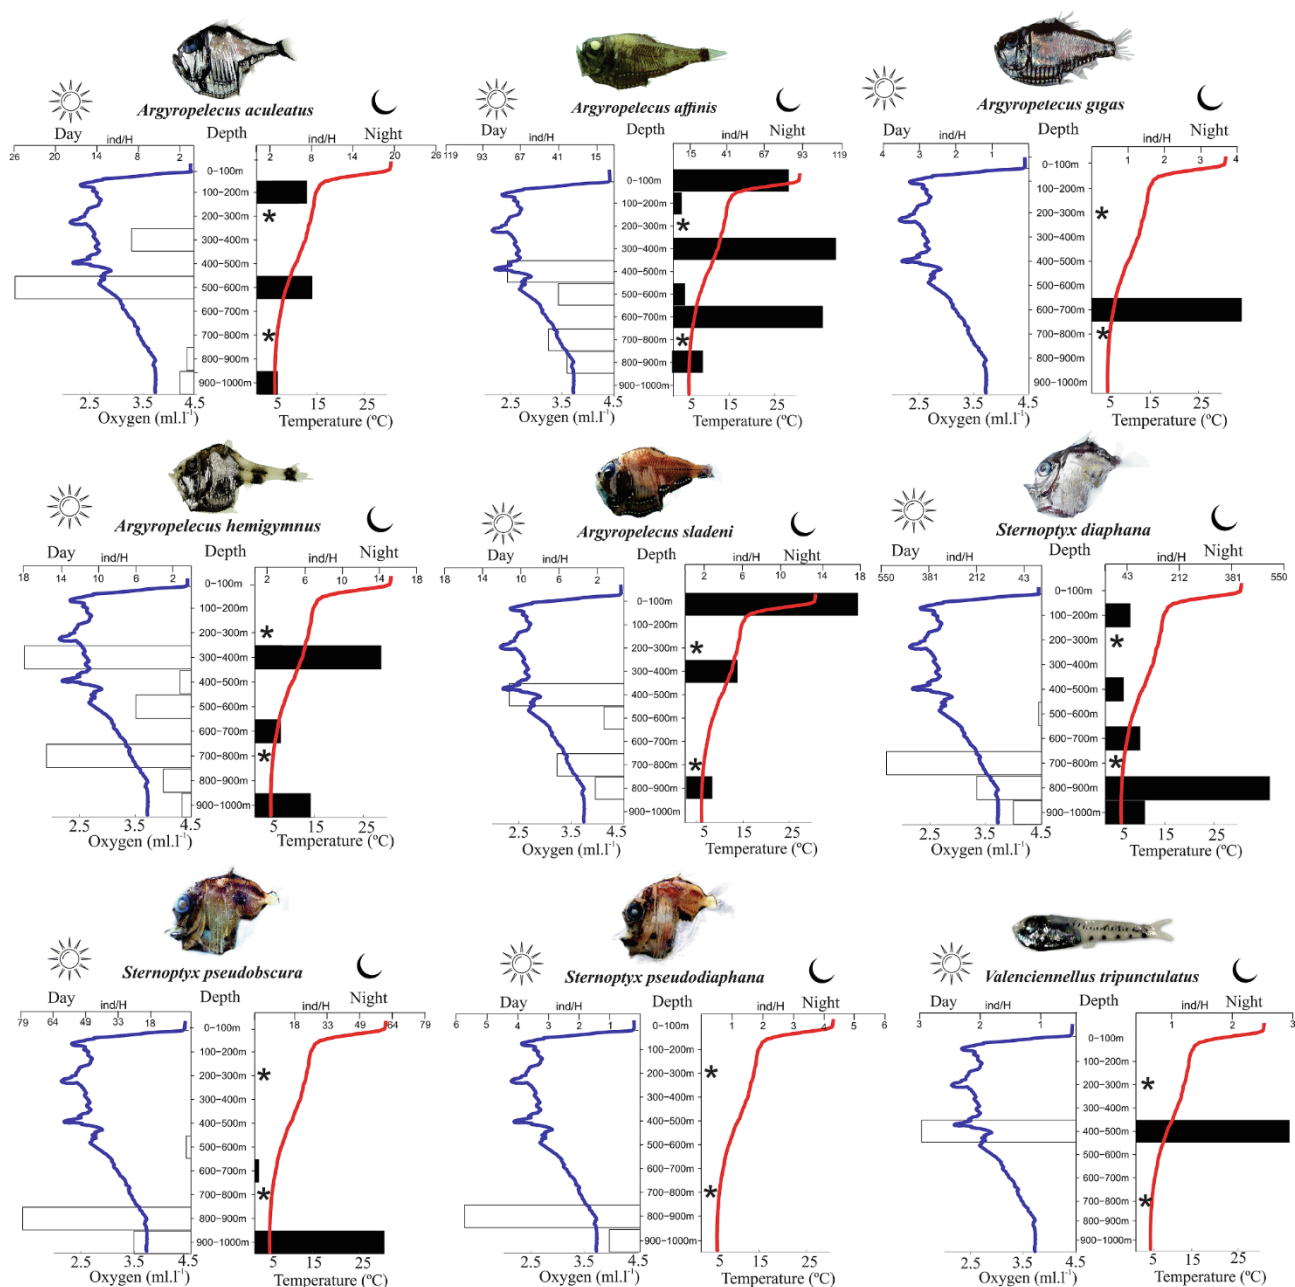 Argyropelecus aculeatus
Day Depth Night
ind/H ind/H
26 20 14 8 2 2 8 14 20 26
0-100m
100-200m
200-300m *
300-400m
400-500m
500-600m
600-700m
700-800m *
800-900m
900-1000m
2.5 3.5 4.5 5 15 25
Oxygen (ml.l-1) Temperature (ºC)
Argyropelecus affinis
Day Depth Night
ind/H ind/H
119 93 67 41 15 15 41 67 93 119
0-100m
100-200m
200-300m *
300-400m
400-500m
500-600m
600-700m
700-800m *
800-900m
900-1000m
2.5 3.5 4.5 5 15 25
Oxygen (ml.l-1) Temperature (ºC)
Argyropetecus gıgas
Day Depth Night
ind/H ind/H
4 3 2 1 1 2 3 4
0-100m
100-200m
200-300m *
300-400m
400-500m
500-600m
600-700m
700-800m *
800-900m
900-1000m
2.5 3.5 4.5 5 15 25
Oxygen (ml.l-1) Temperature (ºC)
Argyropelecus hemigymnus
Day Depth Night
ind/H ind/H
18 14 10 6 2 2 6 10 14 18
0-100m
100-200m
200-300m *
300-400m
400-500m
500-600m
600-700m
700-800m *
800-900m
900-1000m
2.5 3.5 4.5 5 15 25
Oxygen (ml.l-1) Temperature (ºC)
Argyropelecus sladeni
Day Depth Night
ind/H ind/H
18 14 10 6 2 2 6 10 14 18
0-100m
100-200m
200-300m *
300-400m
400-500m
500-600m
600-700m
700-800m *
800-900m
900-1000m
2.5 3.5 4.5 5 15 25
Oxygen (ml.l-1) Temperature (ºC)
Sternoptyx diaphana
Day Depth Night
ind/H ind/H
550 381 212 43 43 212 381 550
0-100m
100-200m
200-300m *
300-400m
400-500m
500-600m
600-700m
700-800m *
800-900m
900-1000m
2.5 3.5 4.5 5 15 25
Oxygen (ml.l-1) Temperature (ºC)
Sternoptyx pseudobscura
Day Depth Night
ind/H ind/H
79 64 49 33 18 18 33 49 64 79
0-100m
100-200m
200-300m *
300-400m
400-500m
500-600m
600-700m
700-800m *
800-900m
900-1000m
2.5 3.5 4.5 5 15 25
Oxygen (ml.l-1) Temperature (ºC)
Sternoptyx pseudodiaphana
Day Depth Night
ind/H ind/H
6 5 4 3 2 1 1 2 3 4 5 6
0-100m
100-200m
200-300m *
300-400m
400-500m
500-600m
600-700m
700-800m *
800-900m
900-1000m
2.5 3.5 4.5 5 15 25
Oxygen (ml.l-1) Temperature (ºC)
Valenciennellus tripunctulatus
Day Depth Night
ind/H ind/H
3 2 1 1 2 3
0-100m
100-200m
200-300m *
300-400m
400-500m
500-600m
600-700m
700-800m *
800-900m
900-1000m
2.5 3.5 4.5 5 15 25
Oxygen (ml.l-1) Temperature (ºC)